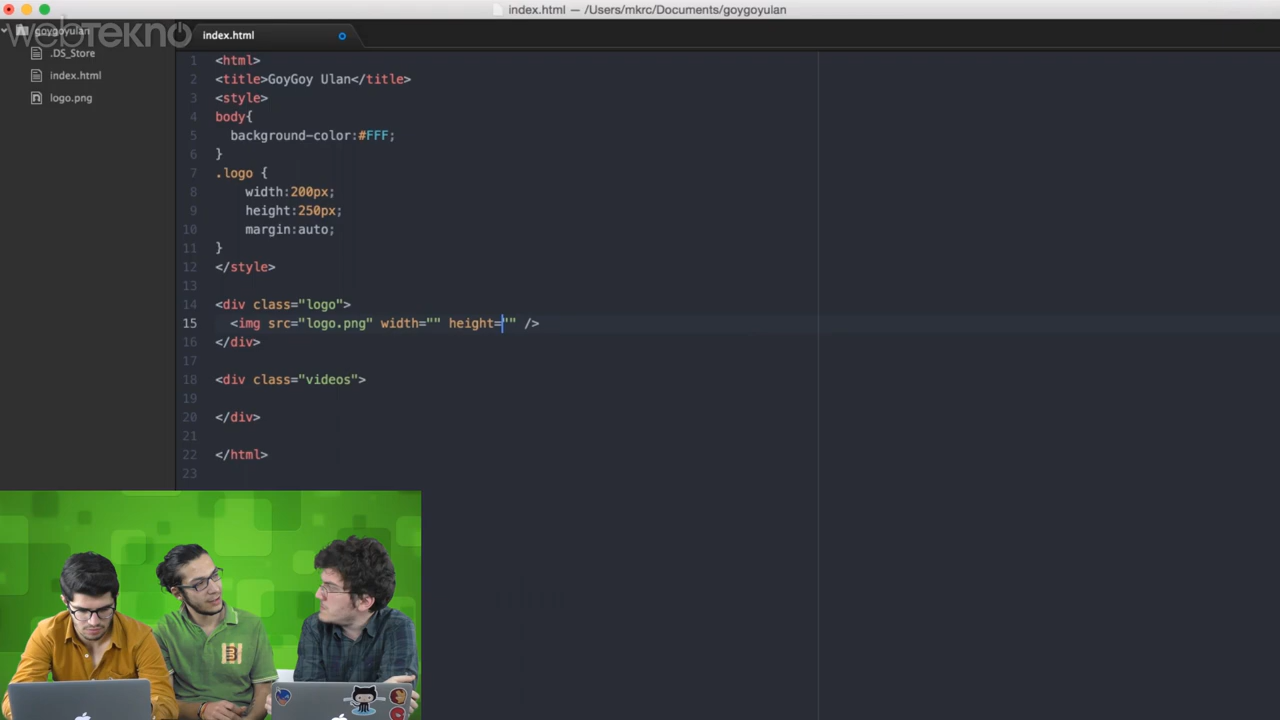 index.html — /Users/mkrc/Documents/goygoyulan
webtekno
goygoyulan
.DS_Store
index.html
logo.png
index.html
1 <html>
2 <title>GoyGoy Ulan</title>
3 <style>
4 body{
5 background-color:#FFF;
6 }
7 .logo {
8 width:200px;
9 height:250px;
10 margin:auto;
11 }
12 </style>
13
14 <div class="logo">
15 <img src="logo.png" width="" height="" />
16 </div>
17
18 <div class="videos">
19
20 </div>
21
22 </html>
23